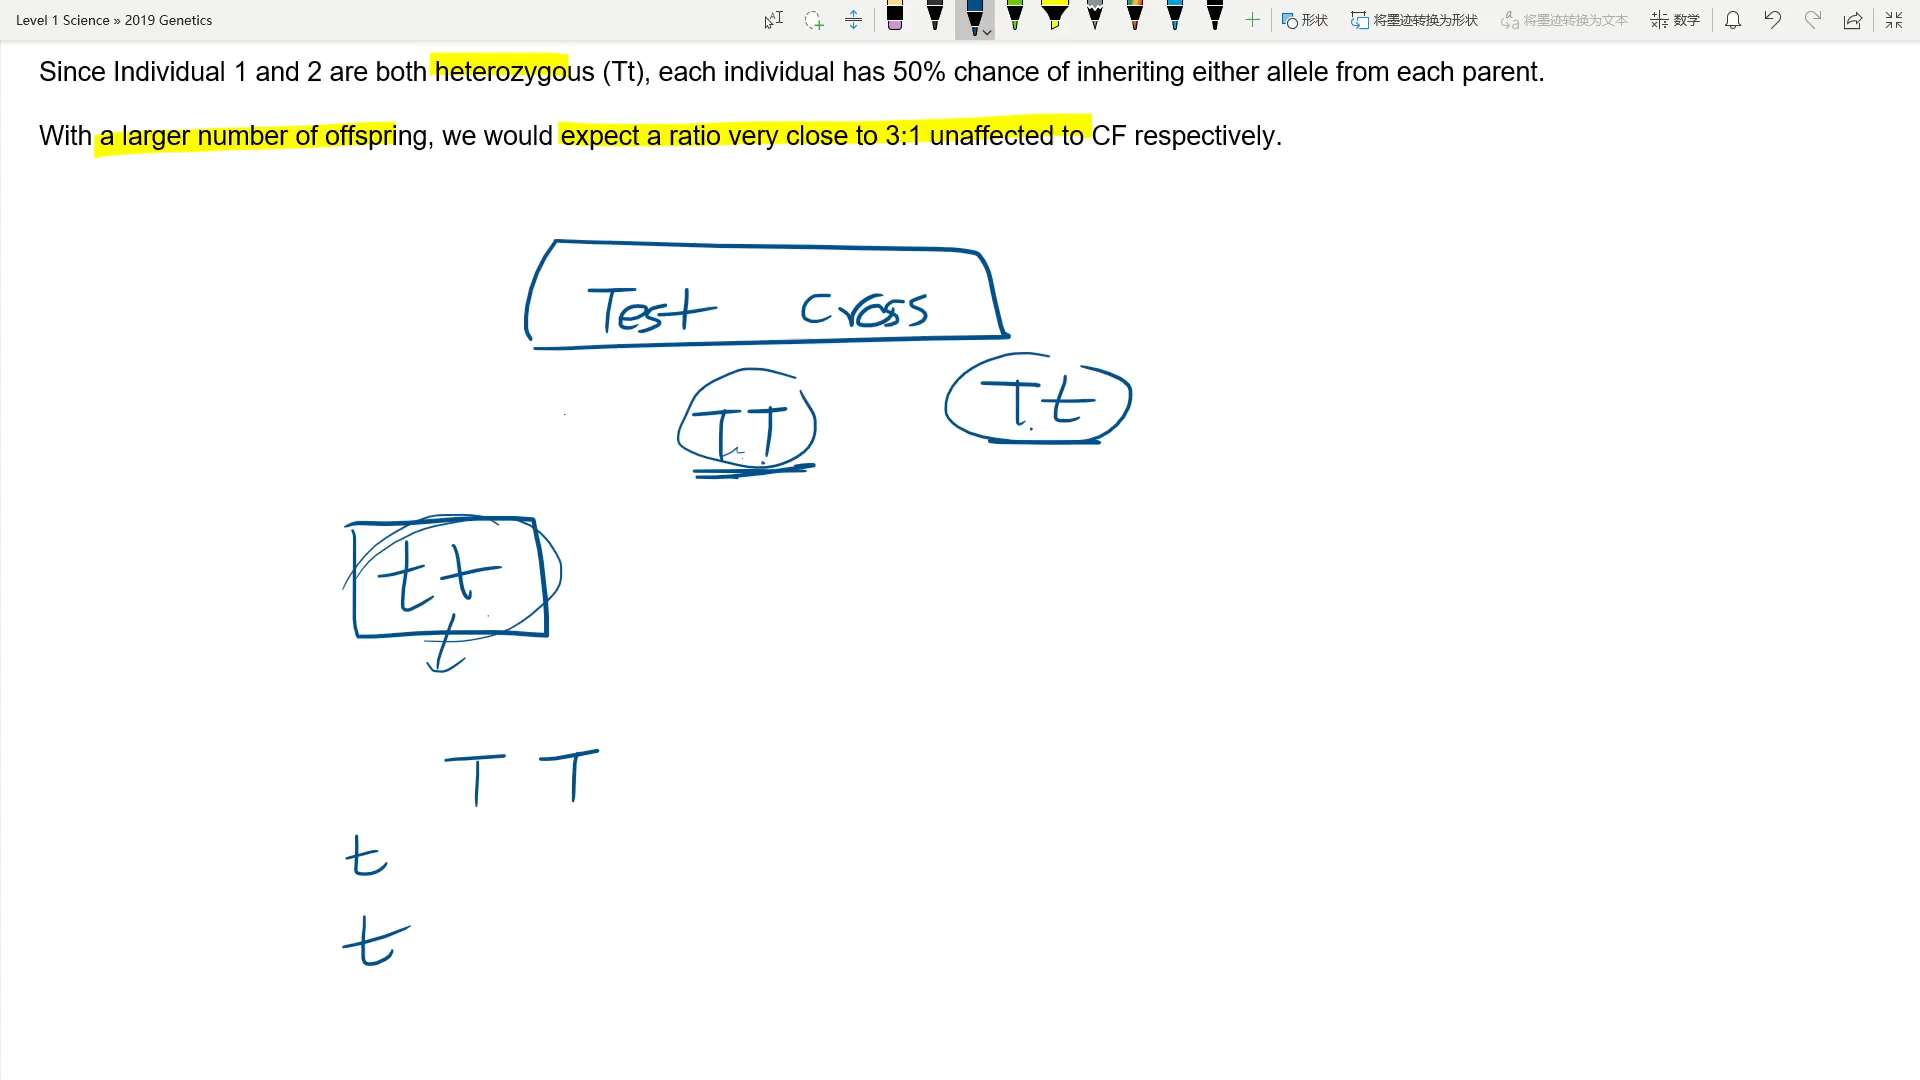 Level 1 Science » 2019 Genetics
形状 将墨迹转换为形状 将墨迹转换为文本 数学
Since Individual 1 and 2 are both heterozygous (Tt), each individual has 50% chance of inheriting either allele from each parent.
With a larger number of offspring, we would expect a ratio very close to 3:1 unaffected to CF respectively.
Test Cross
TT Tt
tt
T T
t
t